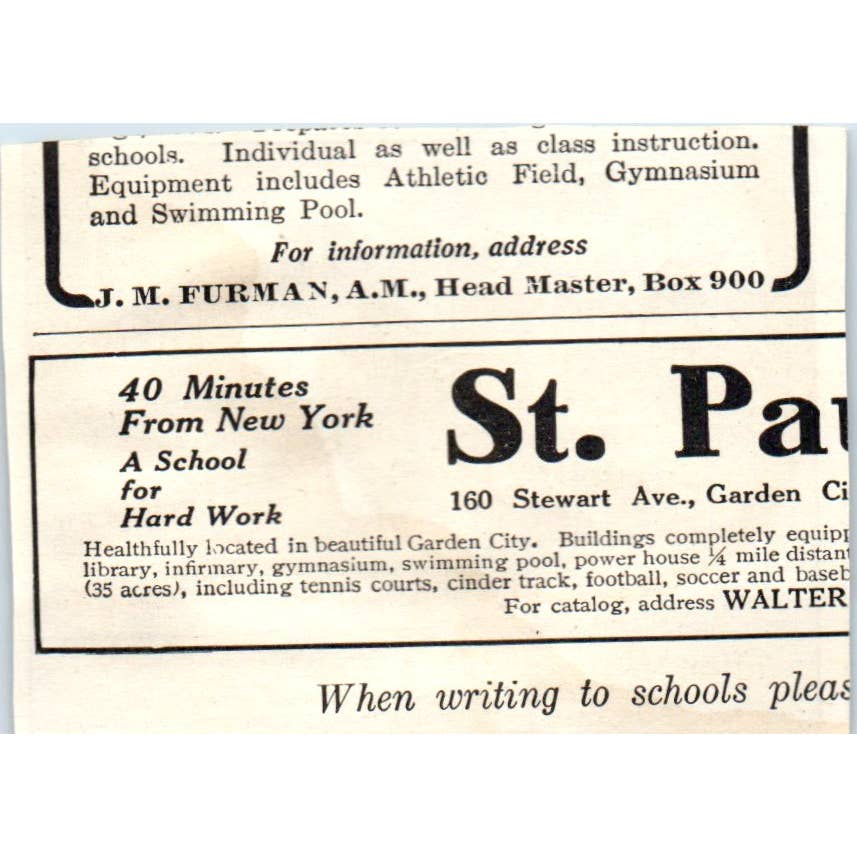 schools. Individual as well as class instruction.
Equipment includes Athletic Field, Gymnasium
and Swimming Pool.
For information, address
J. M. FURMAN, A.M., Head Master, Box 900
40 Minutes
From New York
A School
for
Hard Work
St. Pau
160 Stewart Ave., Garden Ci
Healthfully located in beautiful Garden City. Buildings completely equipp
library, infirmary, gymnasium, swimming pool, power house ¼ mile distant
(35 acres), including tennis courts, cinder track, football, soccer and baseb
For catalog, address WALTER
When writing to schools pleas